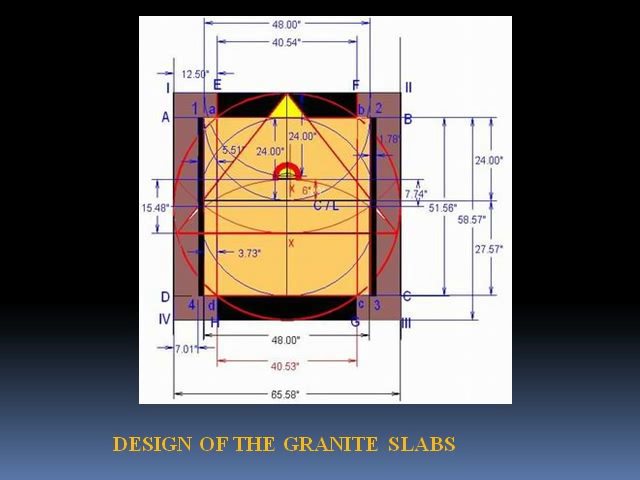 48.00"
40.54"
12.50"
I E F II
A 1 a b 2 B
1.78"
24.00"
5.51" 24.00" 24.00"
X 6"
7.74"
C / L
15.48" 51.56" 58.57"
X
3.73" 27.57"
D 4 d c 3 C
IV H G III
48.00"
7.01"
40.53"
65.58"
DESIGN OF THE GRANITE SLABS